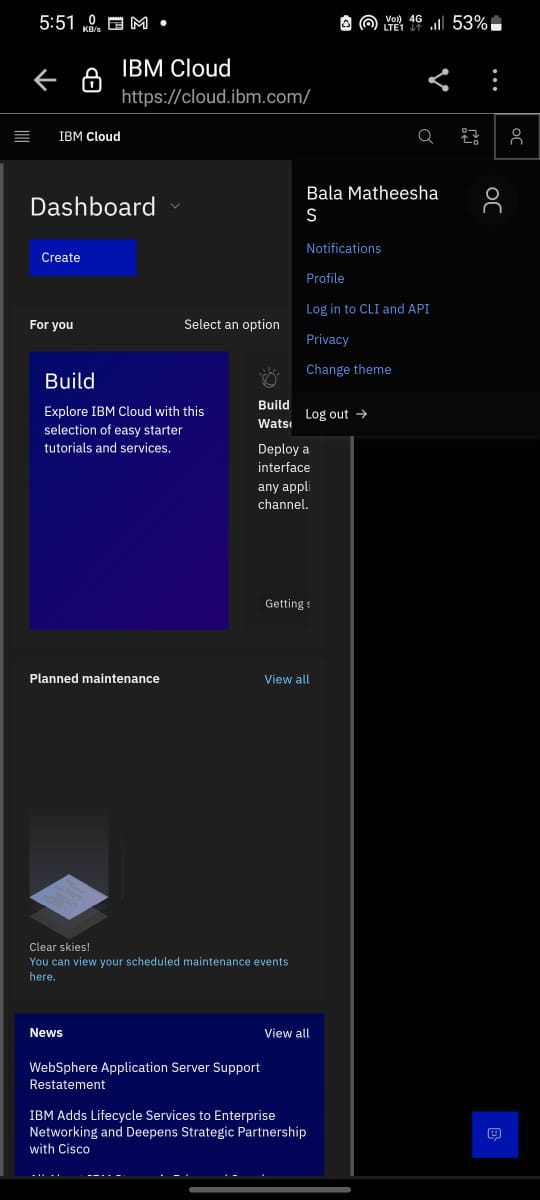 5:51 0 KB/s Vo) LTE1 4G 53%
IBM Cloud
https://cloud.ibm.com/
IBM Cloud
Bala Matheesha
S
Notifications
Profile
Log in to CLI and API
Privacy
Change theme
Log out →
Dashboard
Create
For you
Select an option
Build
Explore IBM Cloud with this
selection of easy starter
tutorials and services.
Build
Wats
Deploy a
interface
any appli
channel.
Getting s
Planned maintenance
View all
Clear skies!
You can view your scheduled maintenance events
here.
News
View all
WebSphere Application Server Support
Restatement
IBM Adds Lifecycle Services to Enterprise
Networking and Deepens Strategic Partnership
with Cisco